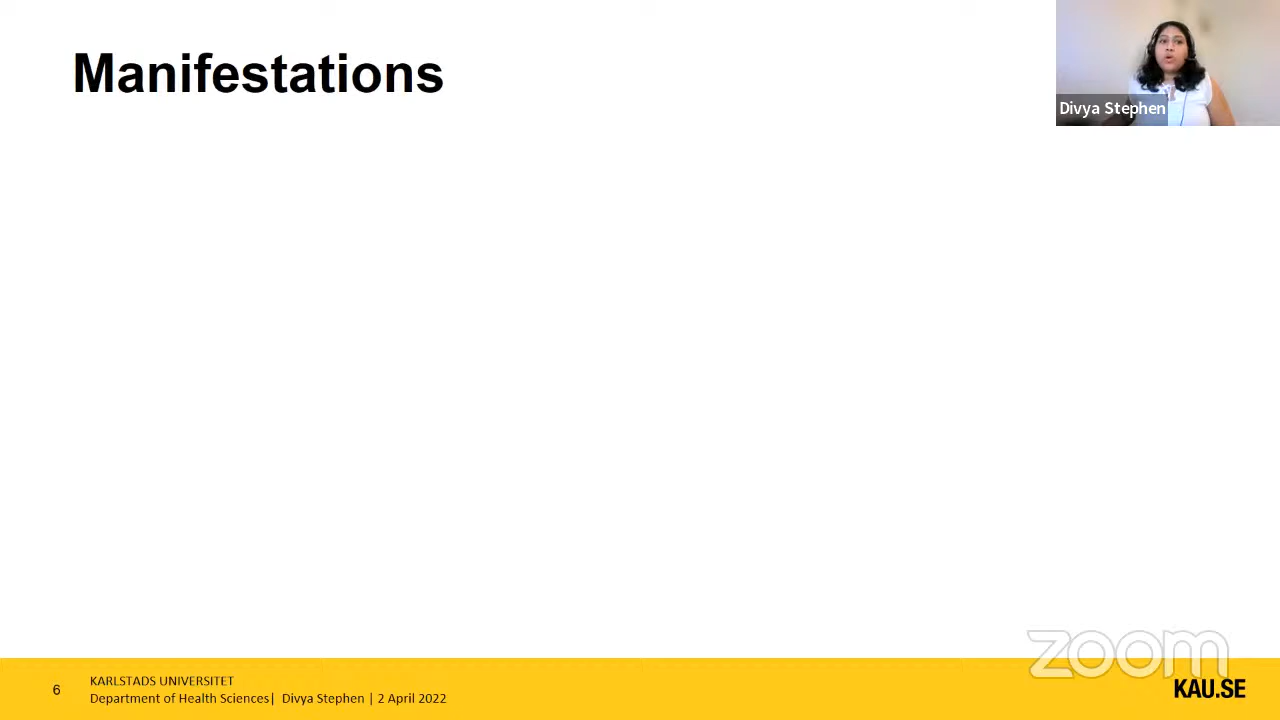 Manifestations
Divya Stephen
zoom
6
KARLSTADS UNIVERSITET
Department of Health Sciences| Divya Stephen | 2 April 2022
KAU.SE